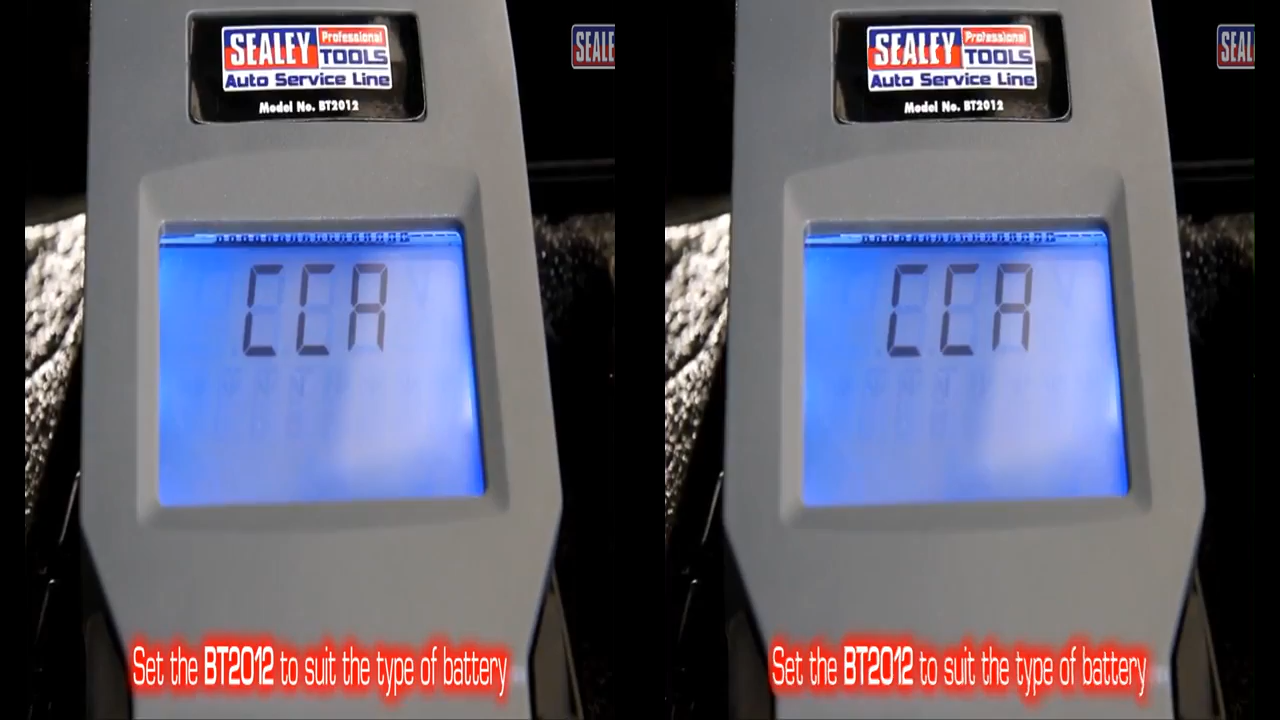 SEALEY Professional TOOLS
Auto Service Line
Model No. BT2012
SEAL
CCA
Set the BT2012 to suit the type of battery
SEALEY Professional TOOLS
Auto Service Line
Model No. BT2012
SEAL
CCA
Set the BT2012 to suit the type of battery